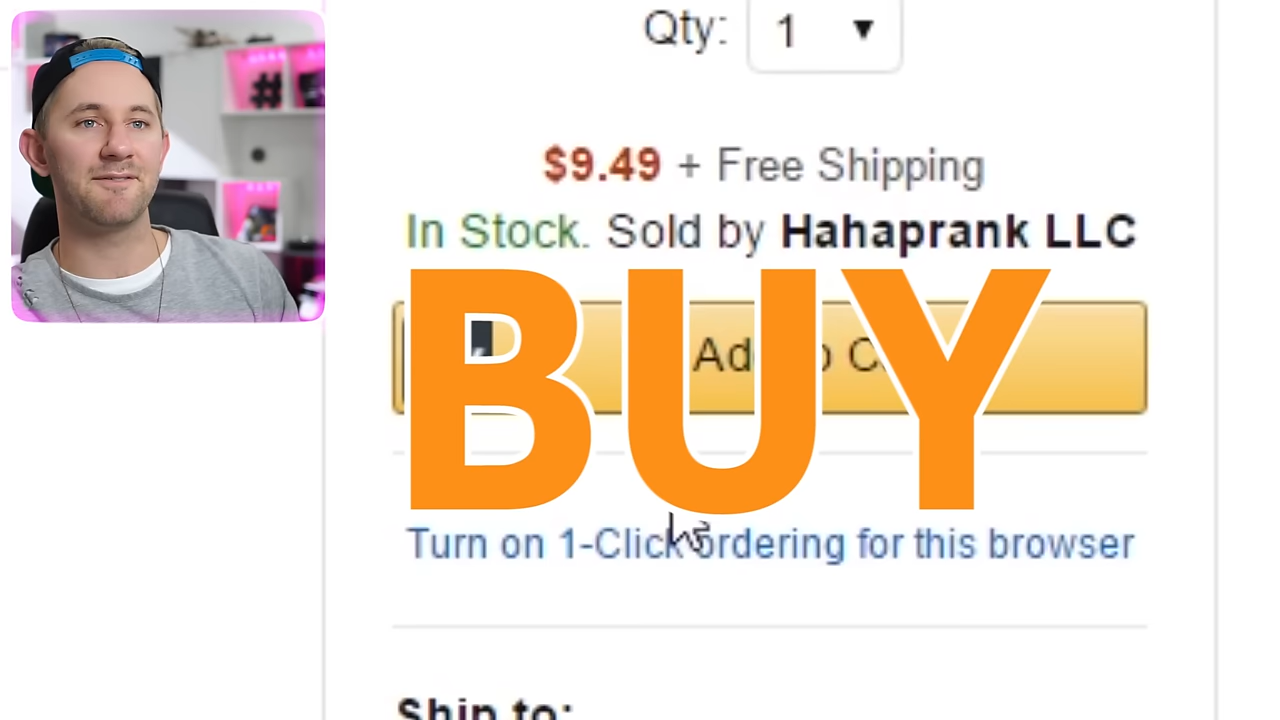 Qty: 1
$9.49 + Free Shipping
In Stock. Sold by Hahaprank LLC
BUY
Turn on 1-Click ordering for this browser
Ship to:
#